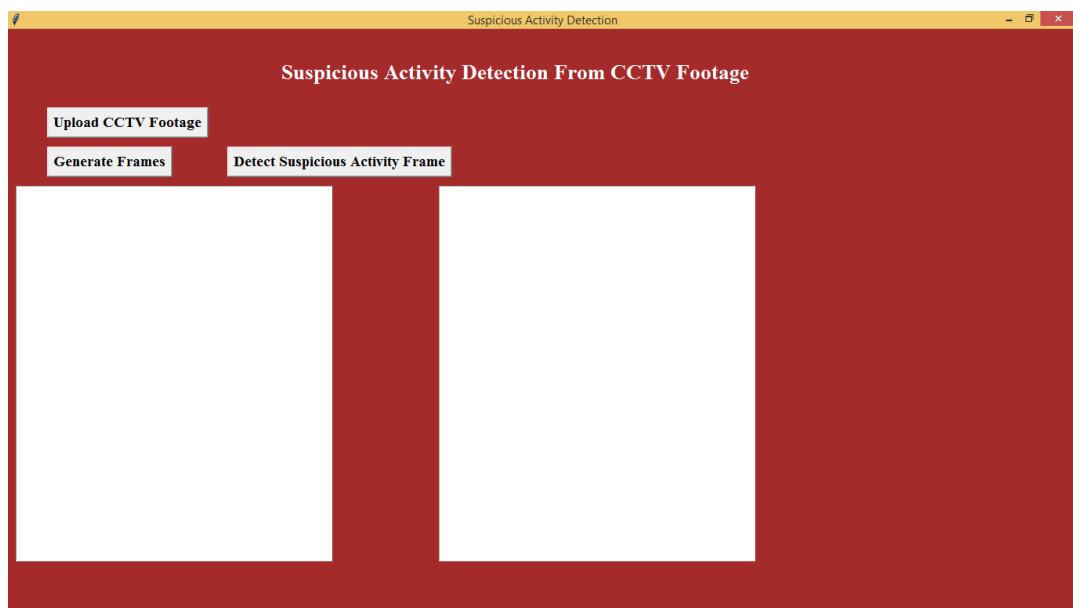 Suspicious Activity Detection
Suspicious Activity Detection From CCTV Footage
Upload CCTV Footage
Generate Frames
Detect Suspicious Activity Frame